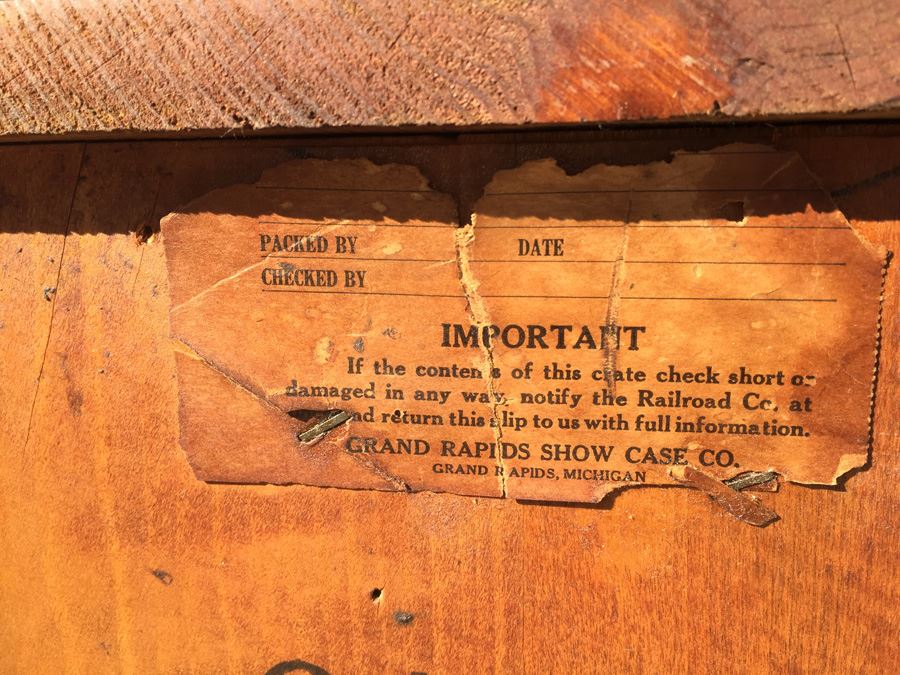 PACKED BY DATE
CHECKED BY
IMPORTANT
If the contents of this crate check short or
damaged in any way, notify the Railroad Co. at
and return this slip to us with full information.
GRAND RAPIDS SHOW CASE CO.
GRAND RAPIDS, MICHIGAN